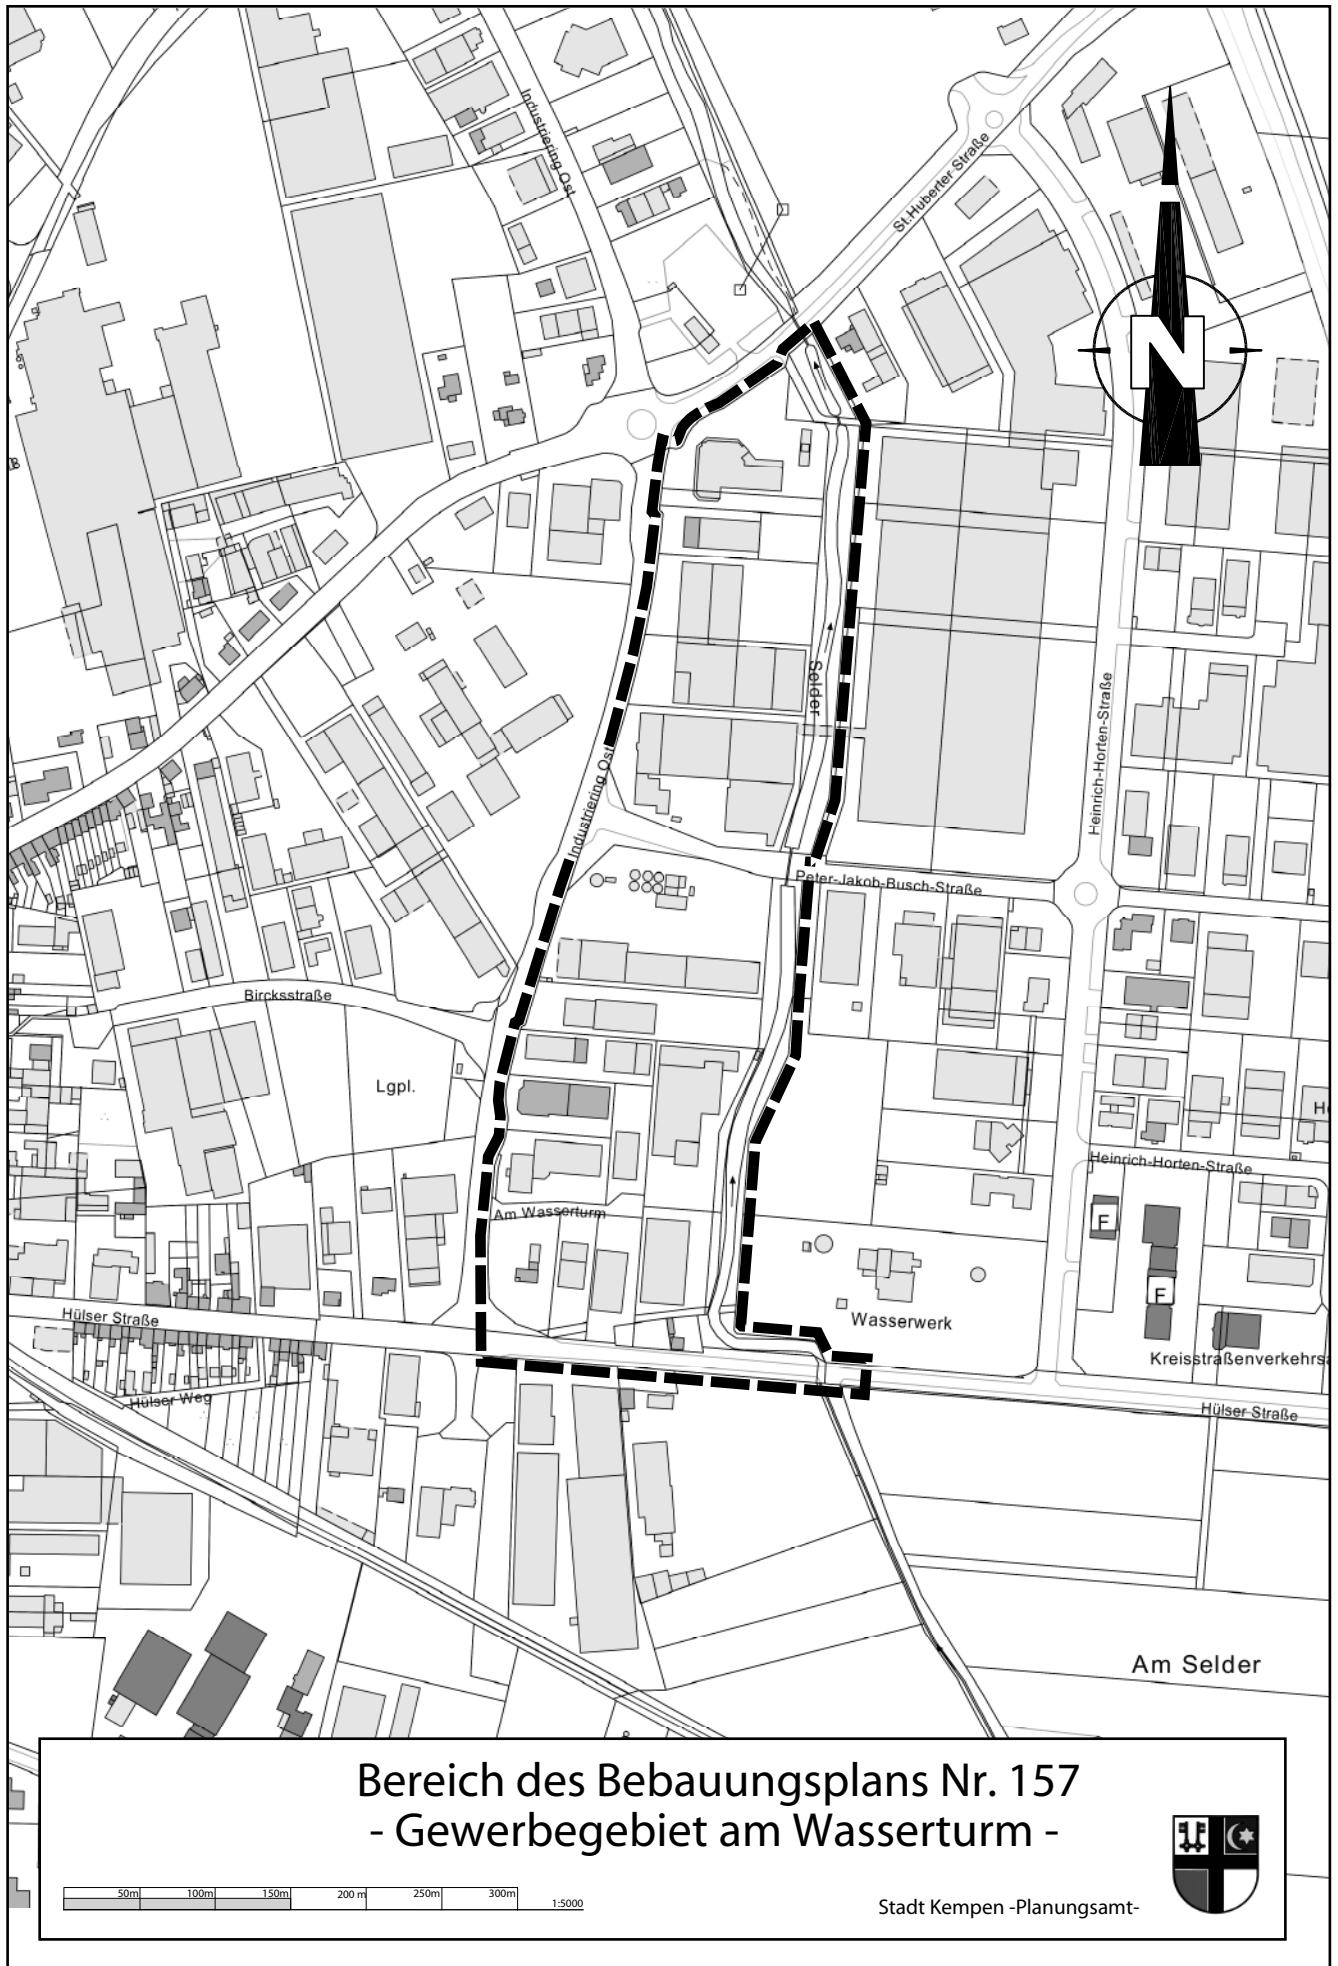 Industriering Ost
St.Huberter-Straße
N
Selder
Heinrich-Horten-Straße
Industriering Ost
Peter-Jakob-Busch-Straße
Bircksstraße
Lgpl.
Heinrich-Horten-Straße
Am Wasserturm
F
F
Hülser Straße
Wasserwerk
Hülser Weg
Hülser Straße
Am Selder
Bereich des Bebauungsplans Nr. 157
- Gewerbegebiet am Wasserturm -
50m 100m 150m 200 m 250m 300m
1:5000
Stadt Kempen -Planungsamt-